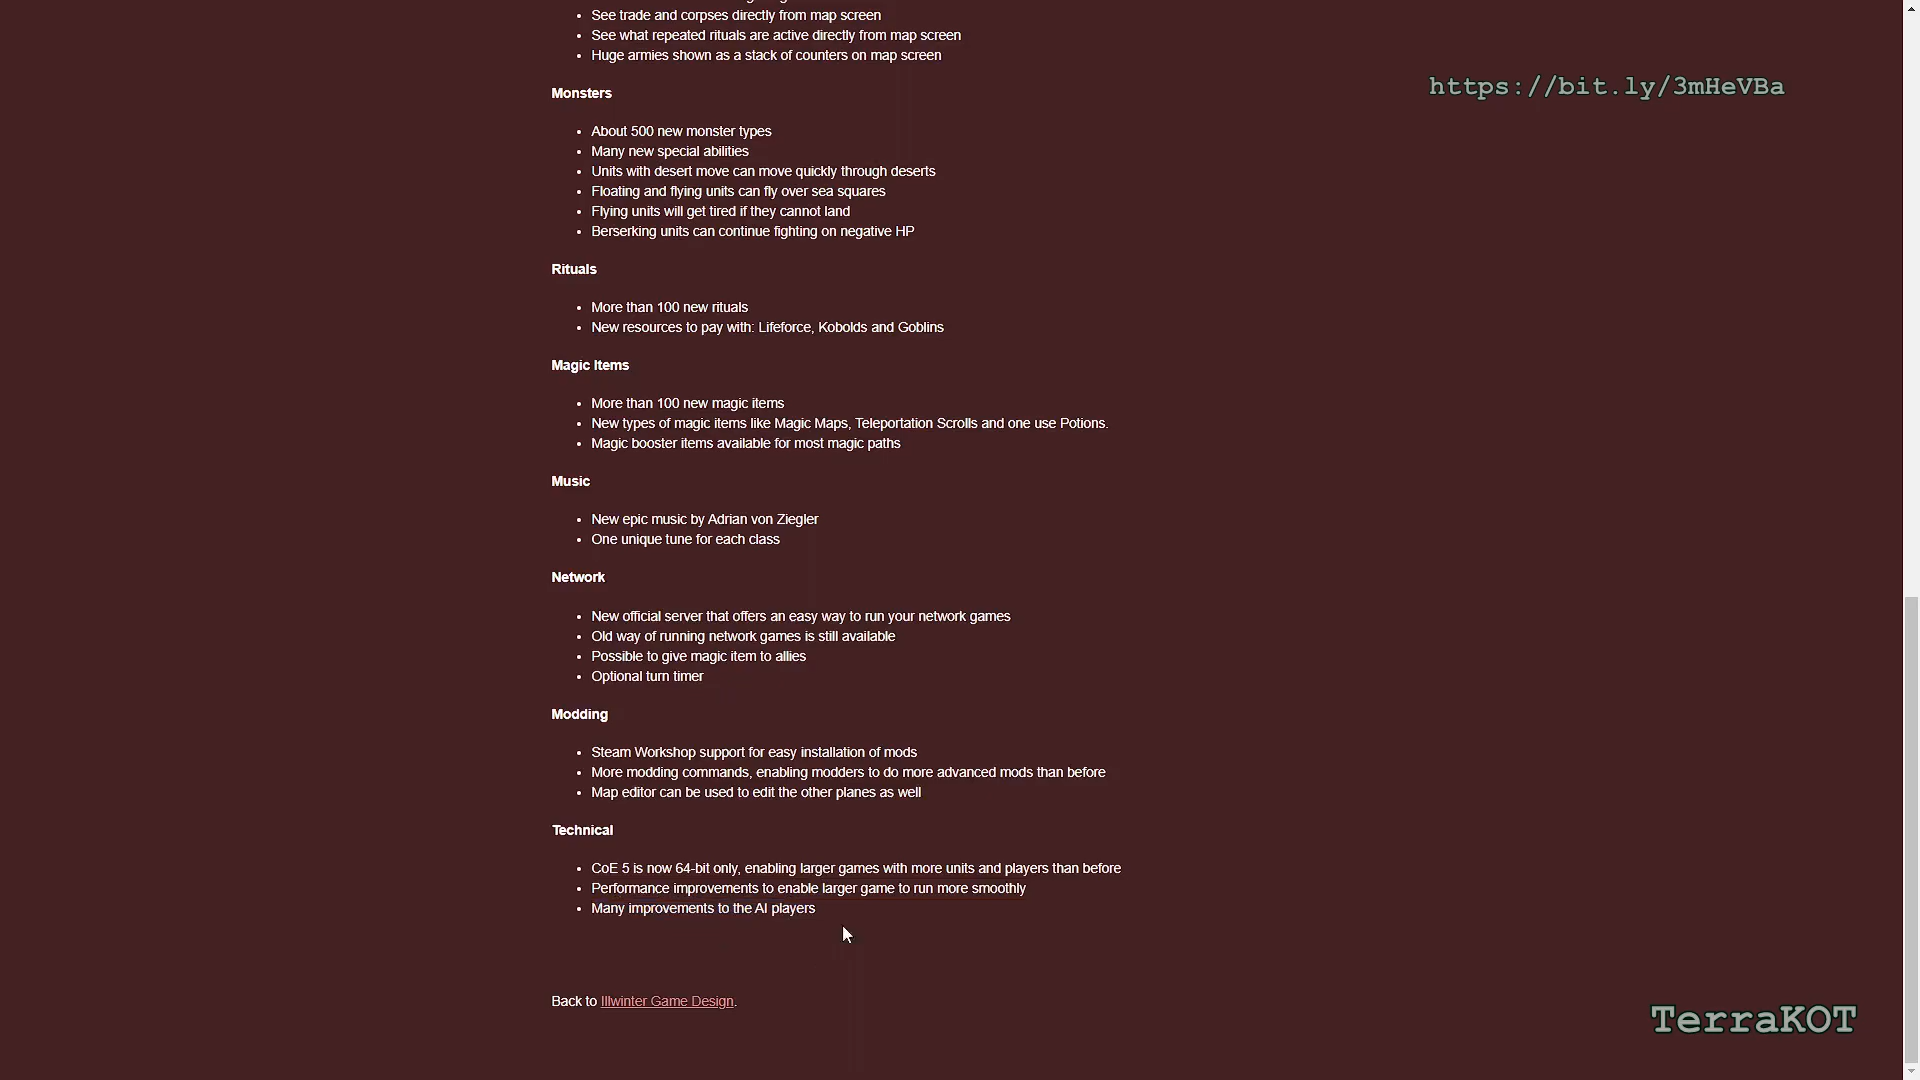 See trade and corpses directly from map screen
See what repeated rituals are active directly from map screen
Huge armies shown as a stack of counters on map screen
https://bit.ly/3mHeVBa
Monsters
About 500 new monster types
Many new special abilities
Units with desert move can move quickly through deserts
Floating and flying units can fly over sea squares
Flying units will get tired if they cannot land
Berserking units can continue fighting on negative HP
Rituals
More than 100 new rituals
New resources to pay with: Lifeforce, Kobolds and Goblins
Magic Items
More than 100 new magic items
New types of magic items like Magic Maps, Teleportation Scrolls and one use Potions.
Magic booster items available for most magic paths
Music
New epic music by Adrian von Ziegler
One unique tune for each class
Network
New official server that offers an easy way to run your network games
Old way of running network games is still available
Possible to give magic item to allies
Optional turn timer
Modding
Steam Workshop support for easy installation of mods
More modding commands, enabling modders to do more advanced mods than before
Map editor can be used to edit the other planes as well
Technical
CoE 5 is now 64-bit only, enabling larger games with more units and players than before
Performance improvements to enable larger game to run more smoothly
Many improvements to the AI players
Back to Illwinter Game Design.
TerraKOT